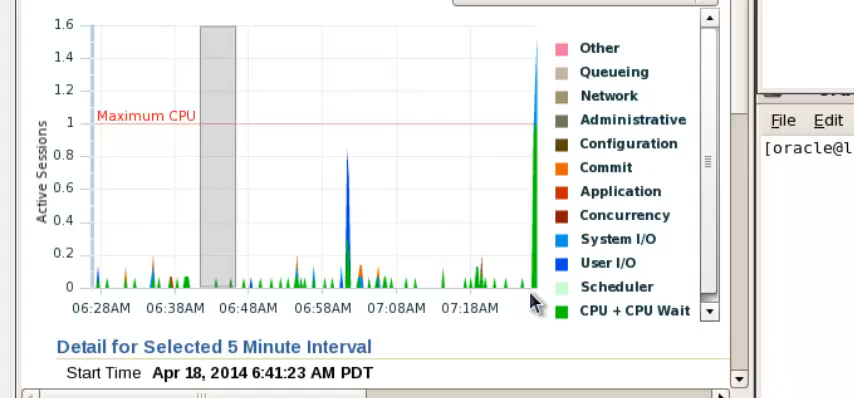 1.6
1.4
1.2
1
0.8
0.6
0.4
0.2
0
Active Sessions
Maximum CPU
06:28AM 06:38AM 06:48AM 06:58AM 07:08AM 07:18AM
Other
Queueing
Network
Administrative
Configuration
Commit
Application
Concurrency
System I/O
User I/O
Scheduler
CPU + CPU Wait
Detail for Selected 5 Minute Interval
Start Time Apr 18, 2014 6:41:23 AM PDT
File Edit
[oracle@l